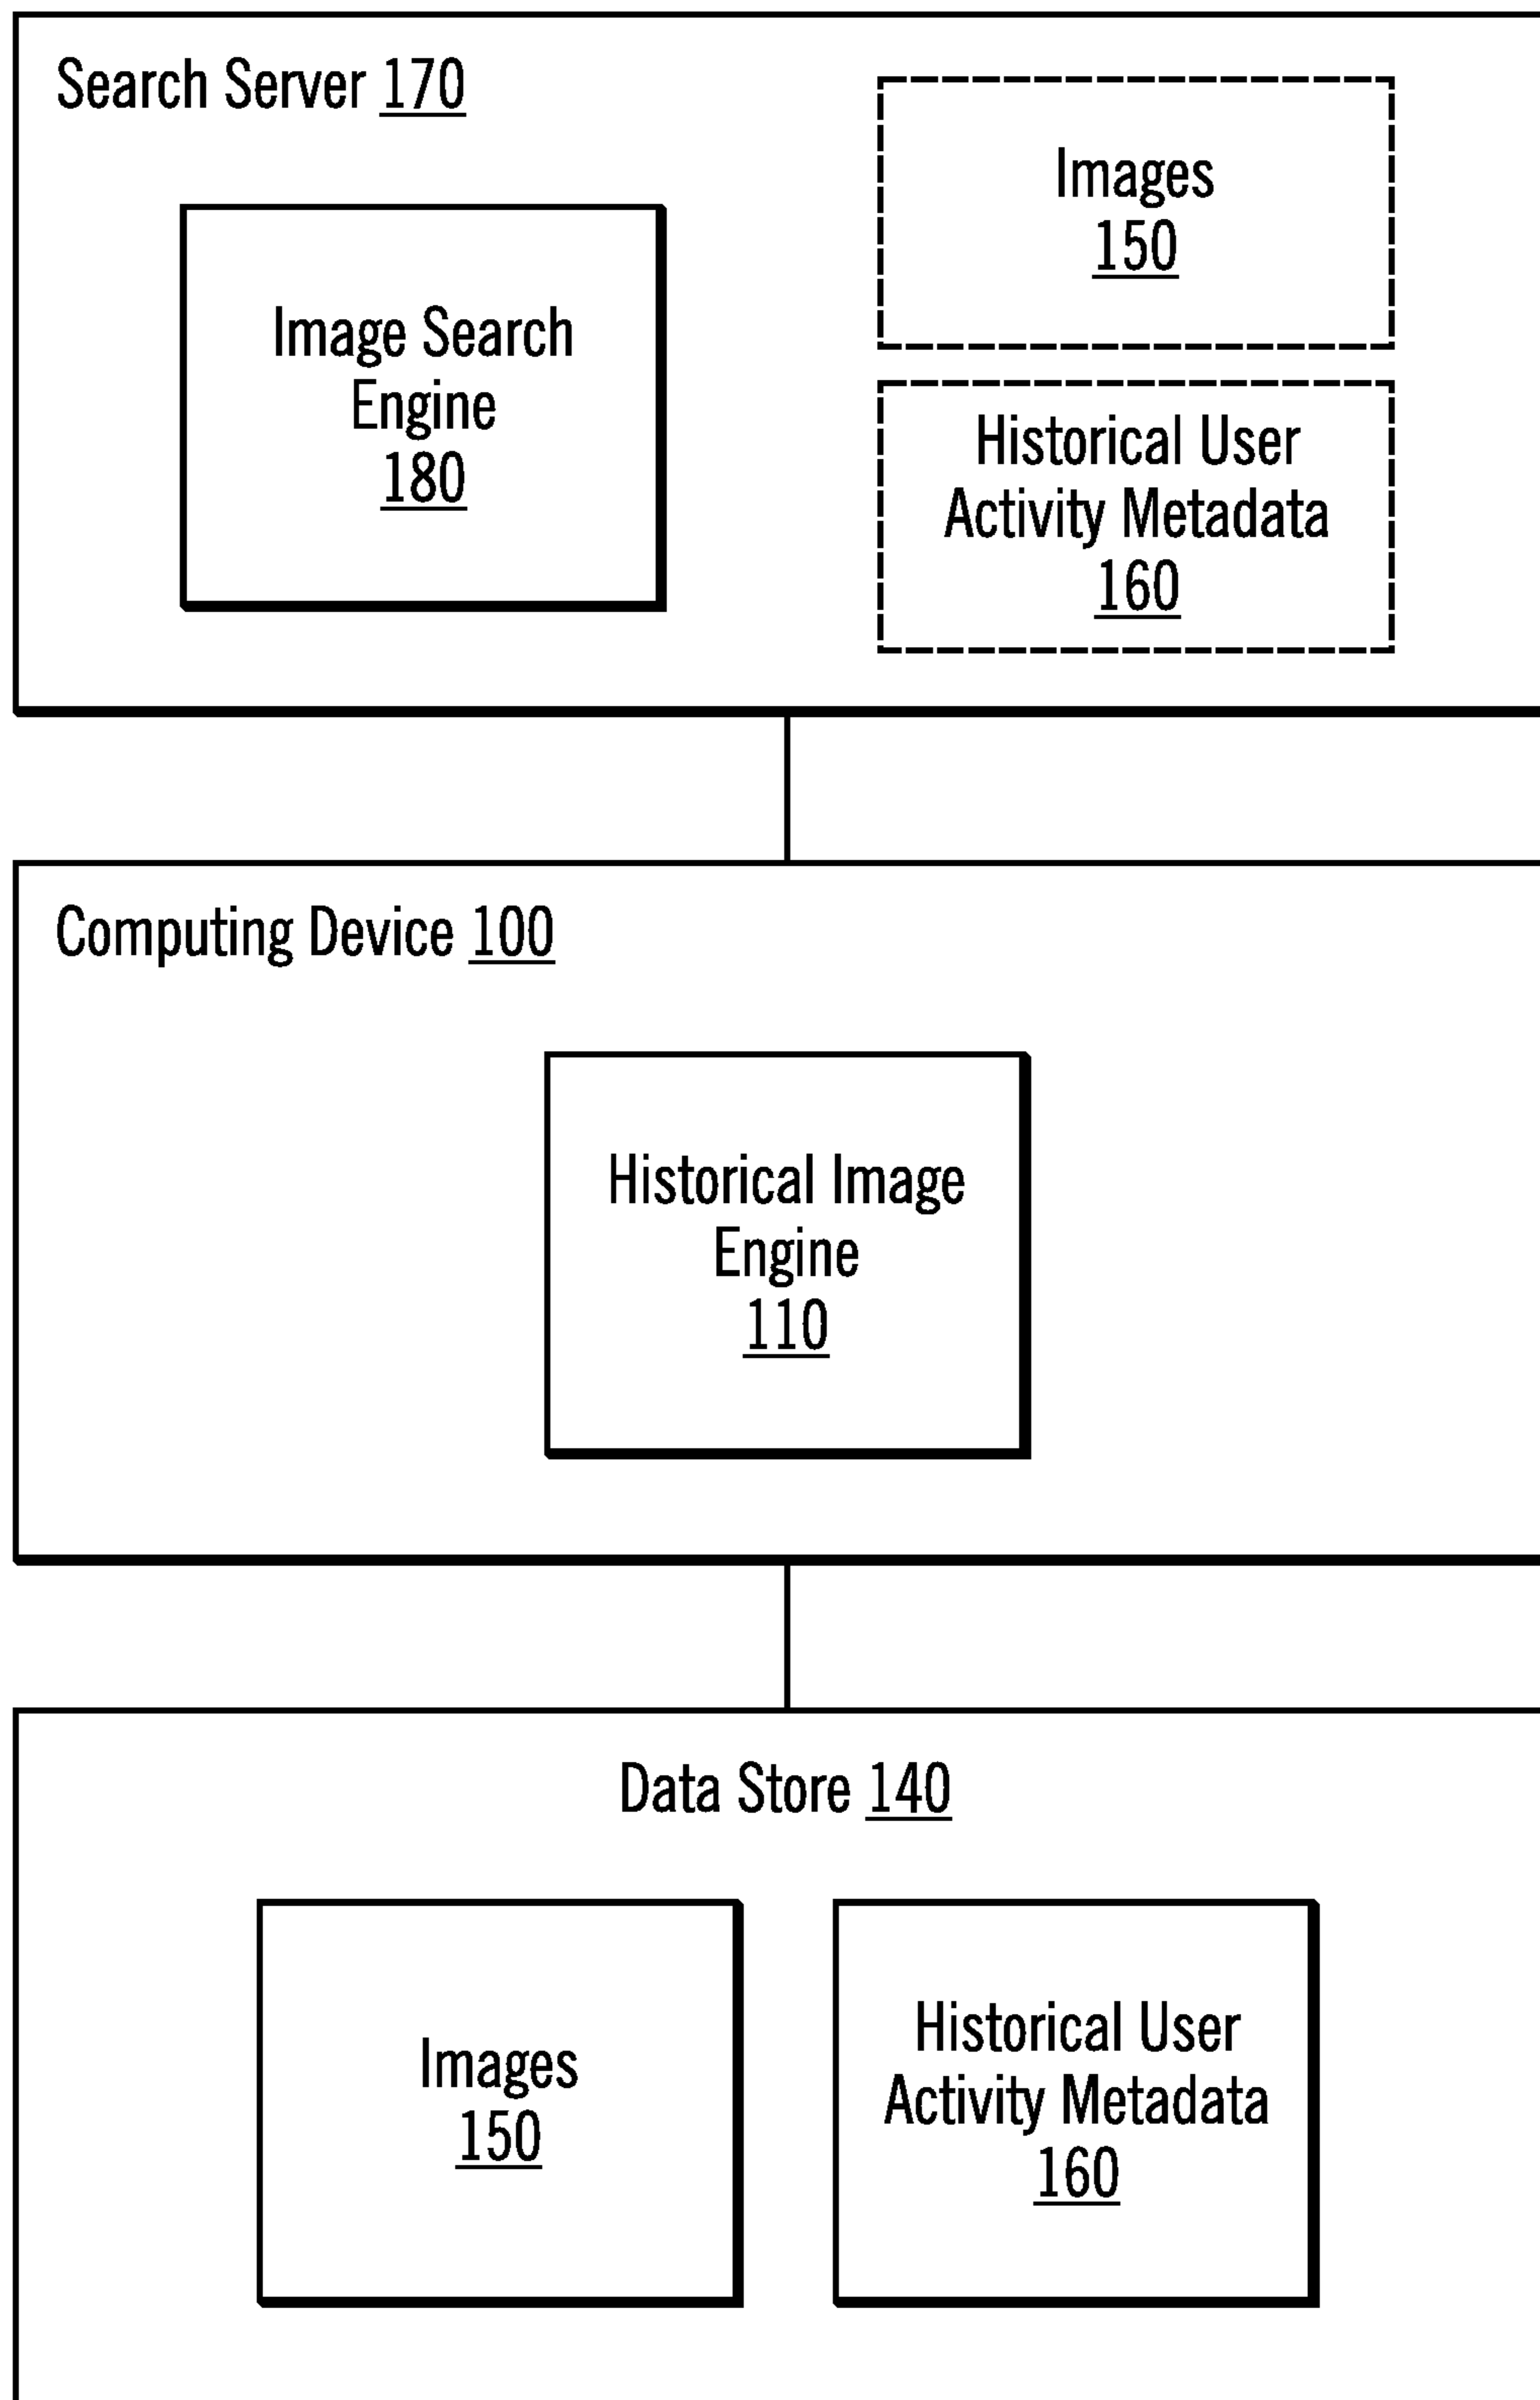 Search Server 170
Image Search
Engine
180
Images
150
Historical User
Activity Metadata
160
Computing Device 100
Historical Image
Engine
110
Data Store 140
Images
150
Historical User
Activity Metadata
160